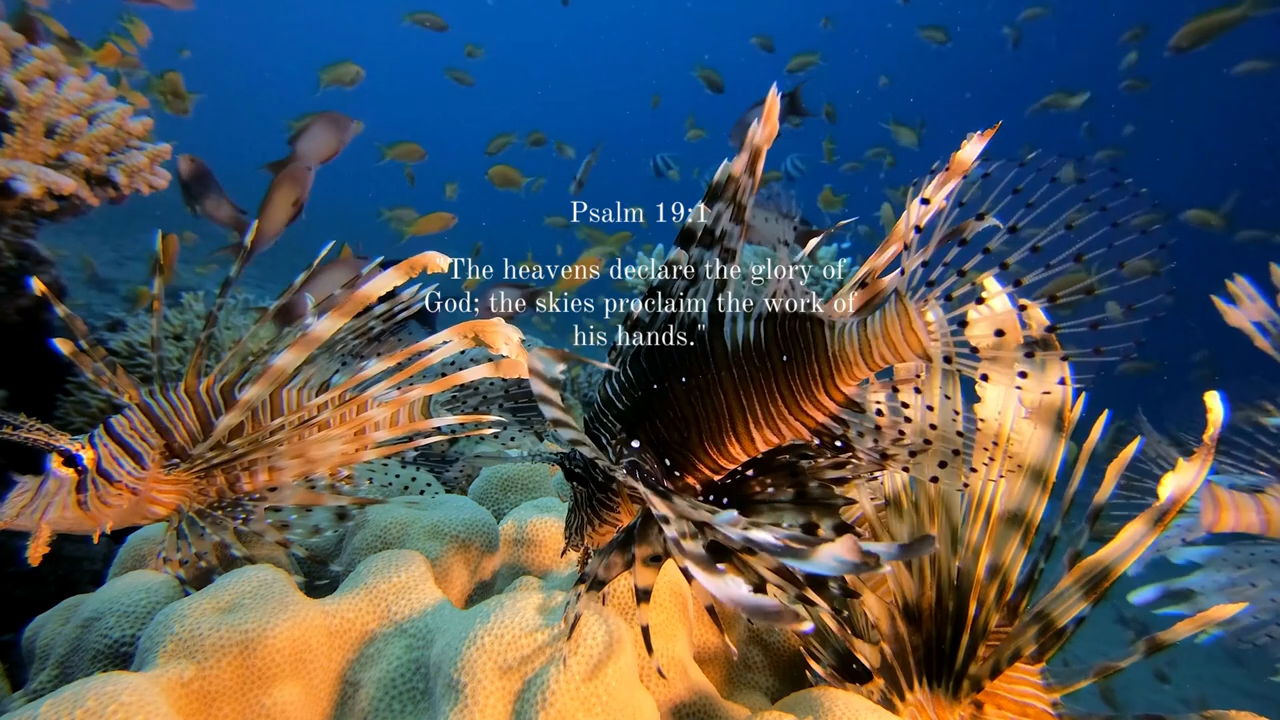 Psalm 19:1
"The heavens declare the glory of
God; the skies proclaim the work of
his hands."